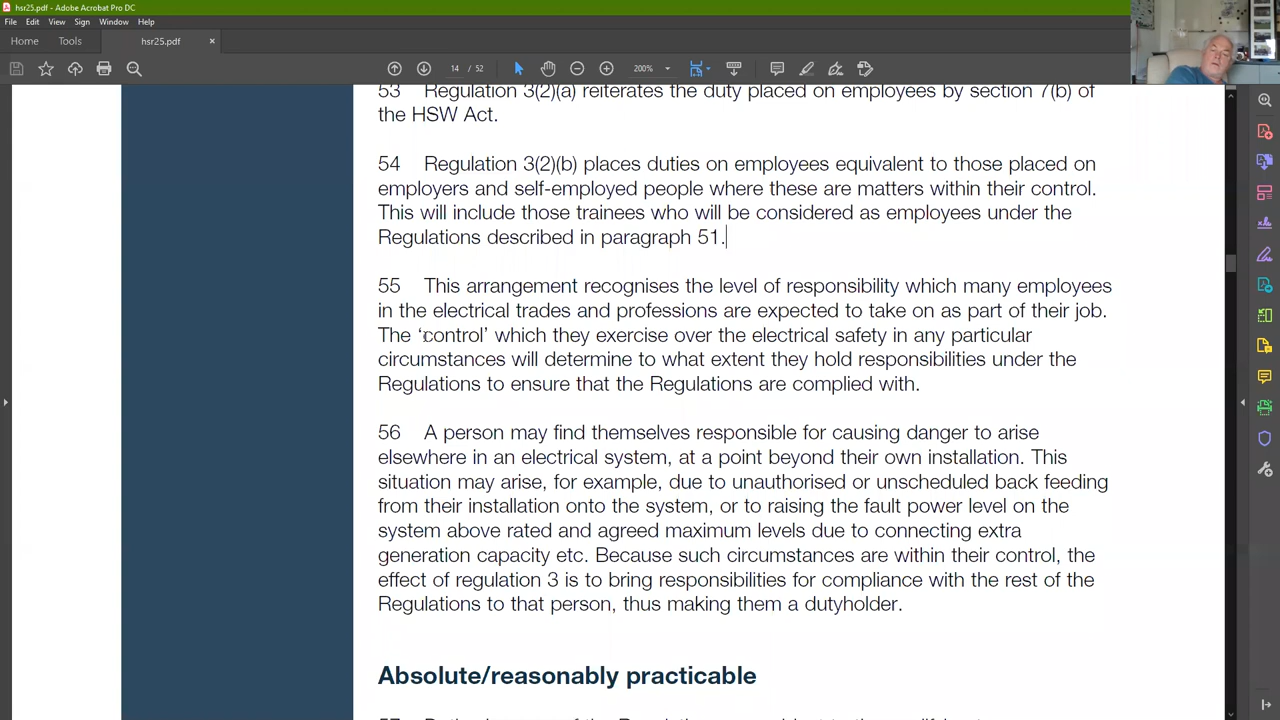 hsr25.pdf - Adobe Acrobat Pro DC
File Edit View Sign Window Help
Home Tools hsr25.pdf ×
14 / 52 200%
53 Regulation 3(2)(a) reiterates the duty placed on employees by section 7(b) of
the HSW Act.
54 Regulation 3(2)(b) places duties on employees equivalent to those placed on
employers and self-employed people where these are matters within their control.
This will include those trainees who will be considered as employees under the
Regulations described in paragraph 51.
55 This arrangement recognises the level of responsibility which many employees
in the electrical trades and professions are expected to take on as part of their job.
The ‘control’ which they exercise over the electrical safety in any particular
circumstances will determine to what extent they hold responsibilities under the
Regulations to ensure that the Regulations are complied with.
56 A person may find themselves responsible for causing danger to arise
elsewhere in an electrical system, at a point beyond their own installation. This
situation may arise, for example, due to unauthorised or unscheduled back feeding
from their installation onto the system, or to raising the fault power level on the
system above rated and agreed maximum levels due to connecting extra
generation capacity etc. Because such circumstances are within their control, the
effect of regulation 3 is to bring responsibilities for compliance with the rest of the
Regulations to that person, thus making them a dutyholder.
Absolute/reasonably practicable